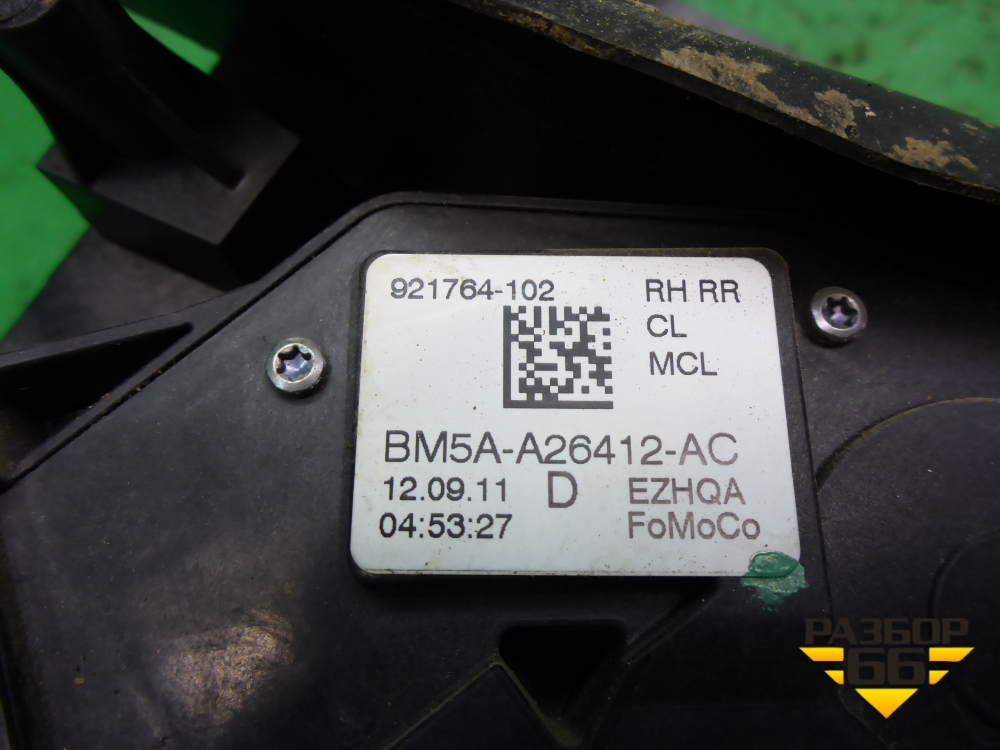 921764-102 RH RR
CL
MCL
BM5A-A26412-AC
12.09.11 D EZHQA
04:53:27 FoMoCo
РАЗБОР
66